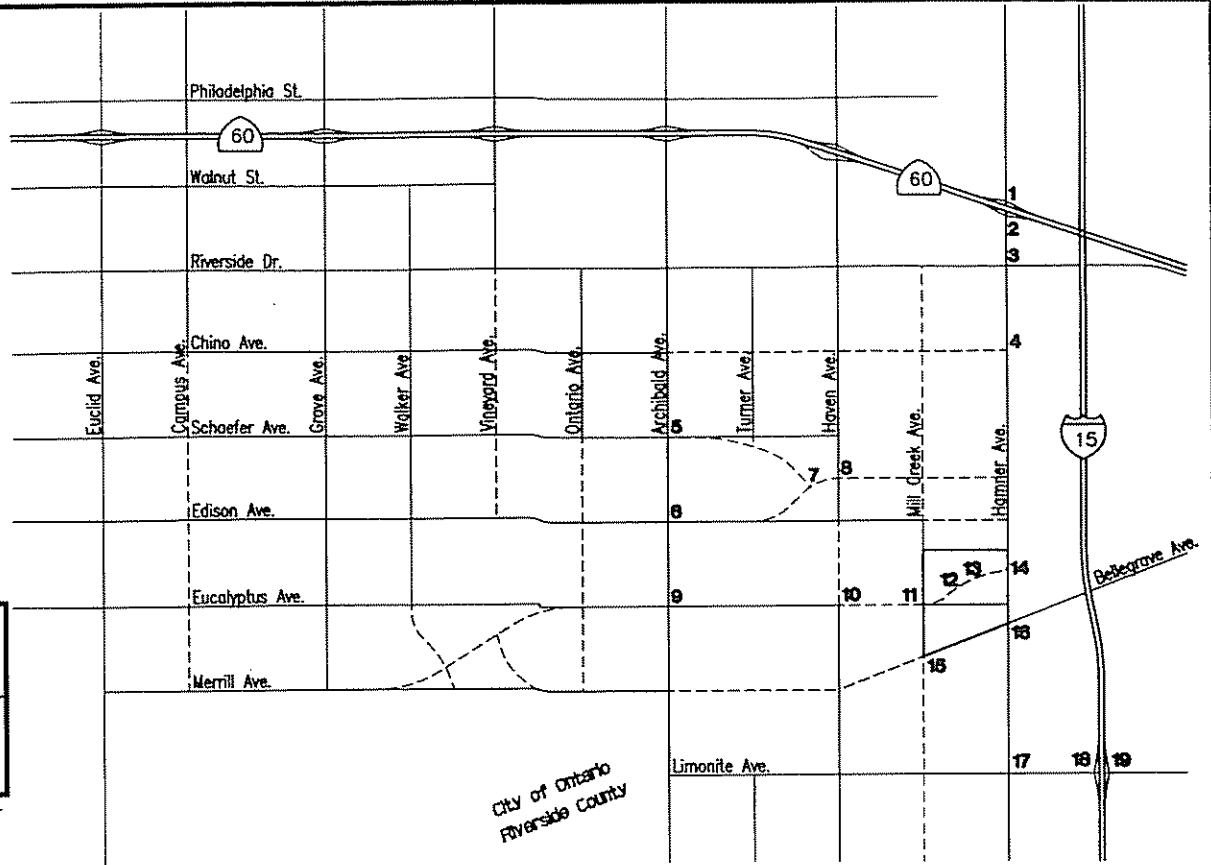 Philadelphia St.
60
Walnut St.
60
1
2
Riverside Dr.
3
Chino Ave.
4
Euclid Ave.
Campus Ave.
Grove Ave.
Walker Ave.
Vineyard Ave.
Ontario Ave.
Archibald Ave.
Turner Ave.
Haven Ave.
Mill Creek Ave.
Hamner Ave.
15
Schaefer Ave.
5
7
8
Edison Ave.
6
Bellegrave Ave.
12
13
14
Eucalyptus Ave.
9
10
11
16
15
Merrill Ave.
Limonite Ave.
17
18
19
City of Ontario
Riverside County